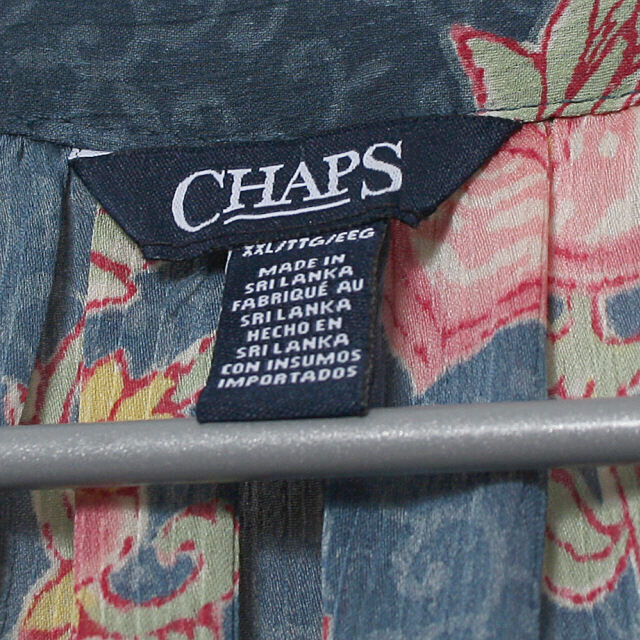 CHAPS
XXL/TTG/EEG
MADE IN
SRI LANKA
FABRIQUÉ AU
SRI LANKA
HECHO EN
SRI LANKA
CON INSUMOS
IMPORTADOS